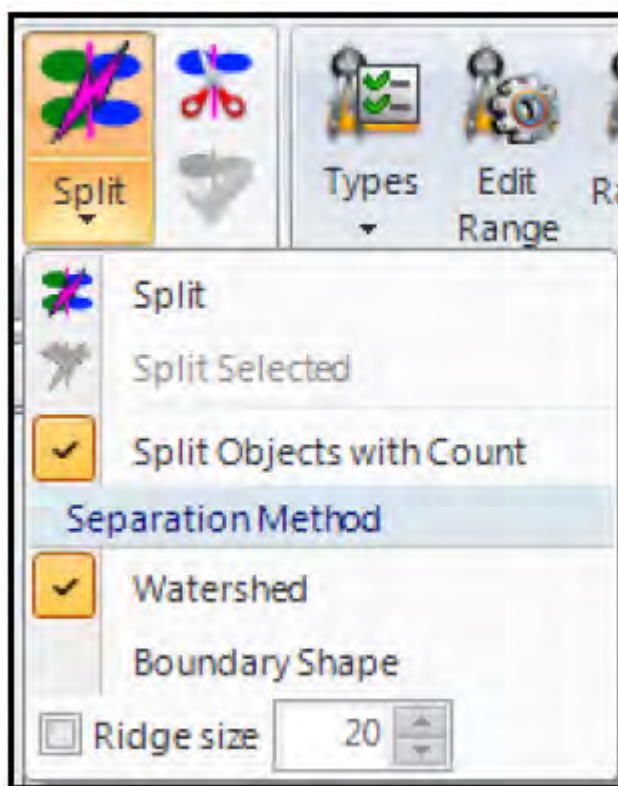 Split
Types
Edit
Range
Split
Split Selected
Split Objects with Count
Separation Method
Watershed
Boundary Shape
Ridge size 20